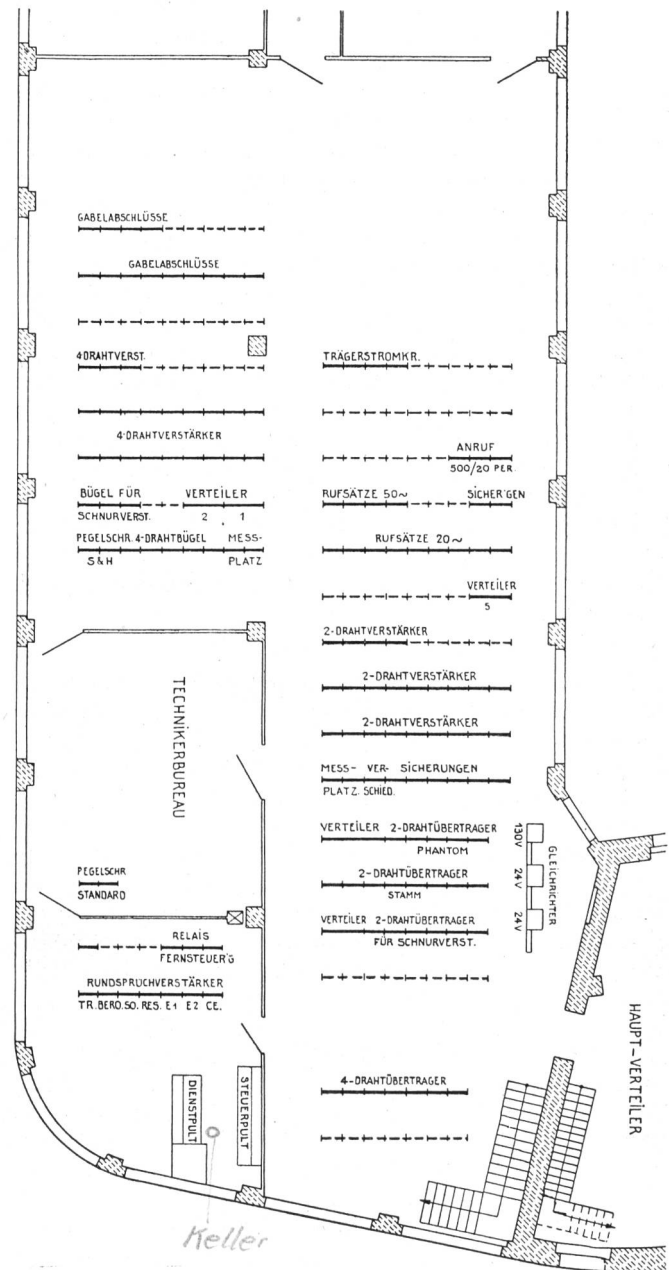 GABELABSCHLÜSSE
GABELABSCHLÜSSE
4DRAHTVERST.
4-DRAHTVERSTÄRKER
BÜGEL FÜR VERTEILER
SCHNURVERST. 2 1
PEGELSCHR. 4-DRAHTBÜGEL MESS-
S&H PLATZ
TRÄGERSTROMKR.
ANRUF
500/20 PER.
RUFSÄTZE 50~ SICHER'GEN
RUFSÄTZE 20~
VERTEILER
5
2-DRAHTVERSTÄRKER
2-DRAHTVERSTÄRKER
2-DRAHTVERSTÄRKER
MESS- VER- SICHERUNGEN
PLATZ. SCHIED.
VERTEILER 2-DRAHTÜBERTRAGER
PHANTOM
2-DRAHTÜBERTRAGER
STAMM
VERTEILER 2-DRAHTÜBERTRAGER
FÜR SCHNURVERST.
4-DRAHTÜBERTRAGER
130V
24V
24V
GLEICHRICHTER
HAUPT-VERTEILER
TECHNIKERBUREAU
PEGELSCHR
STANDARD
RELAIS
FERNSTEUER'G
RUNDSPRUCHVERSTÄRKER
TR. BERO. SO. RES. E1 E2 CE.
DIENSTPULT
STEUERPULT
Keller